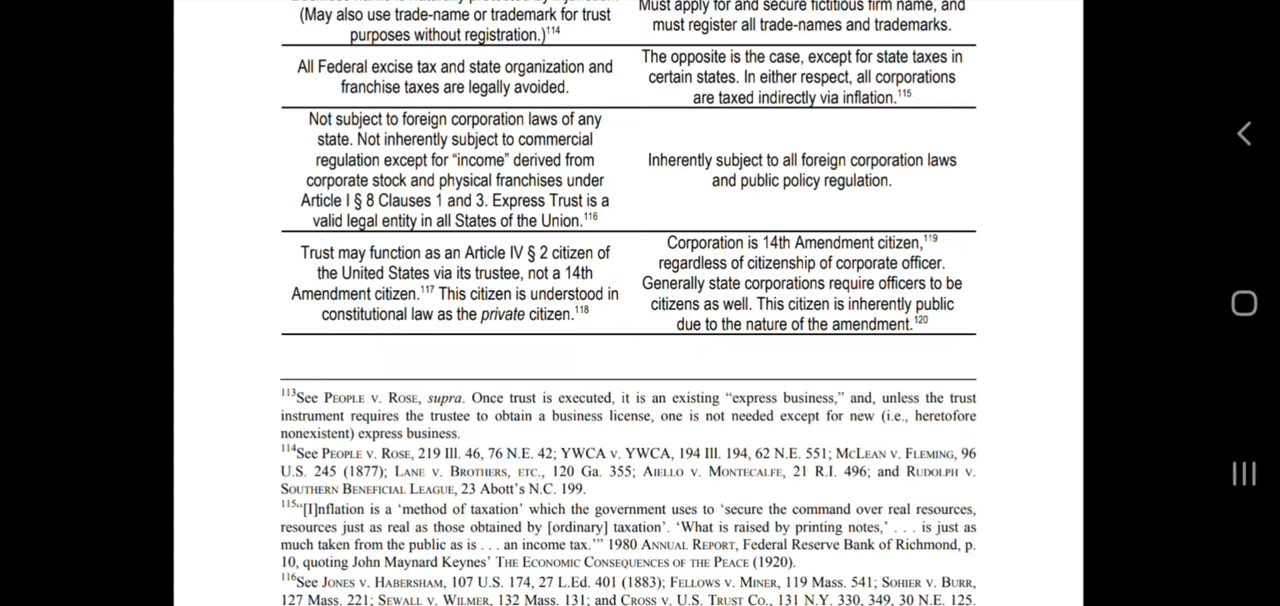 (May also use trade-name or trademark for trust
purposes without registration.)114
Must apply for and secure fictitious firm name, and
must register all trade-names and trademarks.
All Federal excise tax and state organization and
franchise taxes are legally avoided.
The opposite is the case, except for state taxes in
certain states. In either respect, all corporations
are taxed indirectly via inflation.115
Not subject to foreign corporation laws of any
state. Not inherently subject to commercial
regulation except for “income” derived from
corporate stock and physical franchises under
Article I § 8 Clauses 1 and 3. Express Trust is a
valid legal entity in all States of the Union.116
Inherently subject to all foreign corporation laws
and public policy regulation.
Trust may function as an Article IV § 2 citizen of
the United States via its trustee, not a 14th
Amendment citizen.117 This citizen is understood in
constitutional law as the private citizen.118
Corporation is 14th Amendment citizen,119
regardless of citizenship of corporate officer.
Generally state corporations require officers to be
citizens as well. This citizen is inherently public
due to the nature of the amendment.120
113See PEOPLE V. ROSE, supra. Once trust is executed, it is an existing “express business,” and, unless the trust
instrument requires the trustee to obtain a business license, one is not needed except for new (i.e., heretofore
nonexistent) express business.
114See PEOPLE V. ROSE, 219 Ill. 46, 76 N.E. 42; YWCA V. YWCA, 194 Ill. 194, 62 N.E. 551; MCLEAN V. FLEMING, 96
U.S. 245 (1877); LANE V. BROTHERS, ETC., 120 Ga. 355; AIELLO V. MONTECALFE, 21 R.I. 496; and RUDOLPH V.
SOUTHERN BENEFICIAL LEAGUE, 23 Abott’s N.C. 199.
115“[I]nflation is a ‘method of taxation’ which the government uses to ‘secure the command over real resources,
resources just as real as those obtained by [ordinary] taxation’. ‘What is raised by printing notes,’ . . . is just as
much taken from the public as is . . . an income tax.’” 1980 ANNUAL REPORT, Federal Reserve Bank of Richmond, p.
10, quoting John Maynard Keynes’ THE ECONOMIC CONSEQUENCES OF THE PEACE (1920).
116See JONES V. HABERSHAM, 107 U.S. 174, 27 L.Ed. 401 (1883); FELLOWS V. MINER, 119 Mass. 541; SOHIER V. BURR,
127 Mass. 221; SEWALL V. WILMER, 132 Mass. 131; and CROSS V. U.S. TRUST CO., 131 N.Y. 330, 349, 30 N.E. 125.